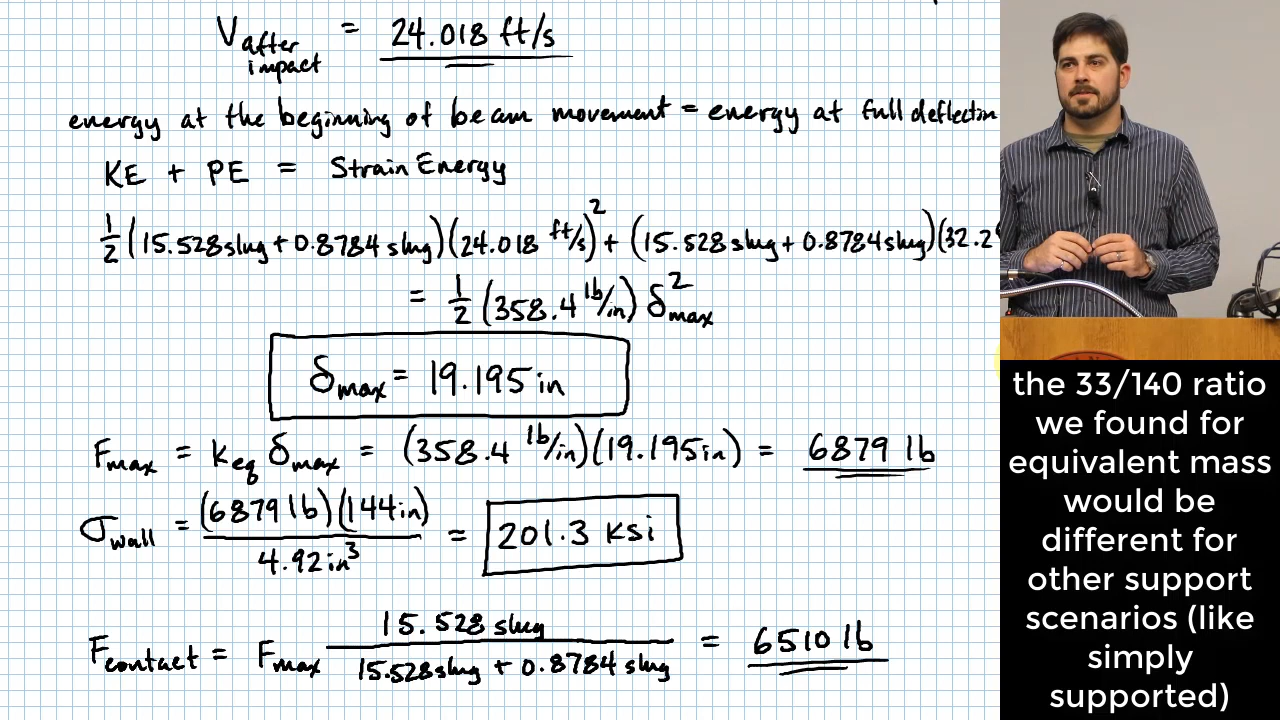 V after impact = 24.018 ft/s
energy at the beginning of beam movement = energy at full deflection
KE + PE = Strain Energy
½ (15.528 slug + 0.8784 slug)(24.018 ft/s)² + (15.528 slug + 0.8784 slug)(32.2
= ½ (358.4 lb/in) δ²max
δmax = 19.195 in
Fmax = Keq δmax = (358.4 lb/in)(19.195 in) = 6879 lb
σwall = (6879 lb)(144 in) / 4.92 in³ = 201.3 ksi
Fcontact = Fmax 15.528 slug / 15.528 slug + 0.8784 slug = 6510 lb
the 33/140 ratio
we found for
equivalent mass
would be
different for
other support
scenarios (like
simply
supported)